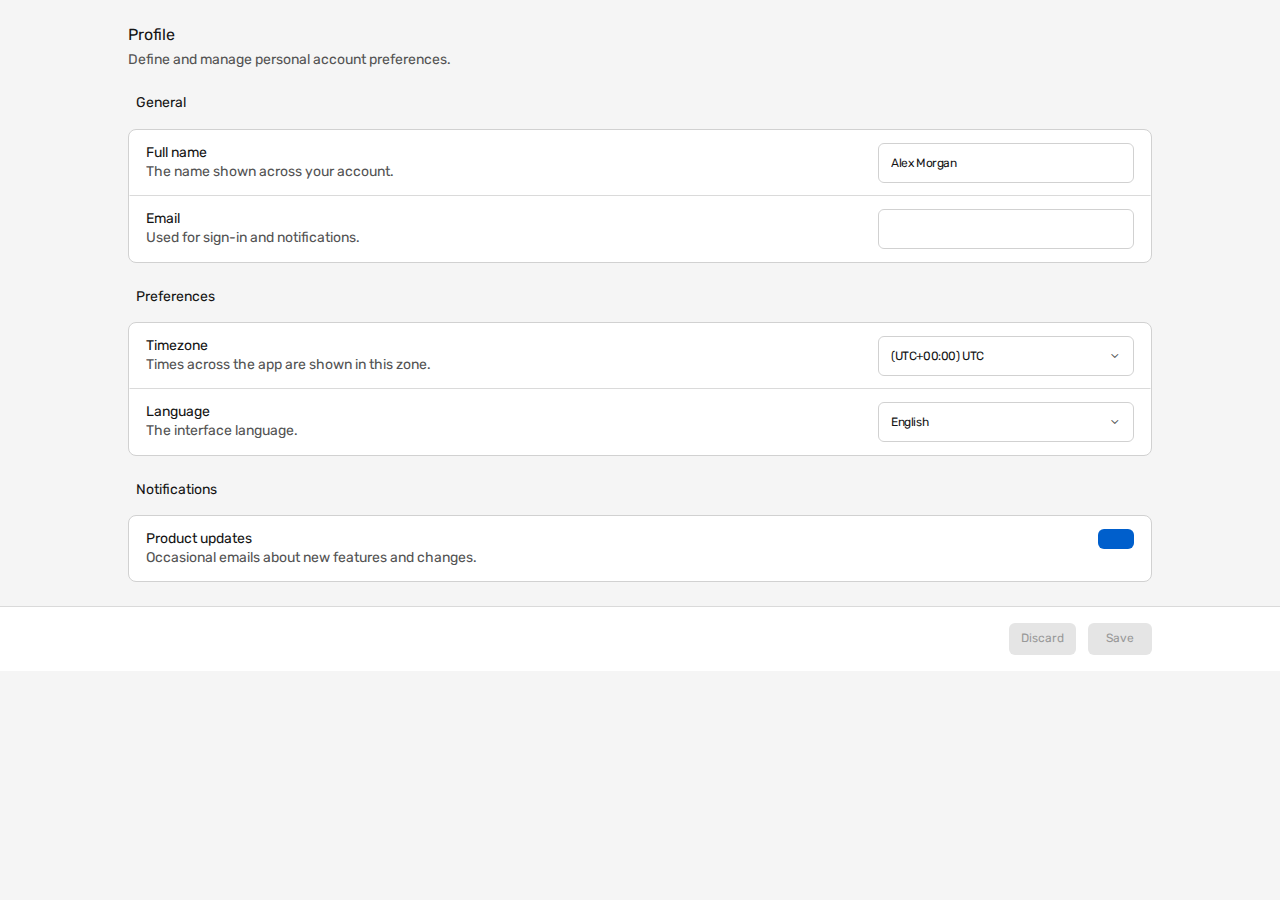 Profile
Define and manage personal account preferences.
General
Full name
The name shown across your account.
Alex Morgan
Email
Used for sign-in and notifications.
Preferences
Timezone
Times across the app are shown in this zone.
(UTC+00:00) UTC
Language
The interface language.
English
Notifications
Product updates
Occasional emails about new features and changes.
Discard
Save